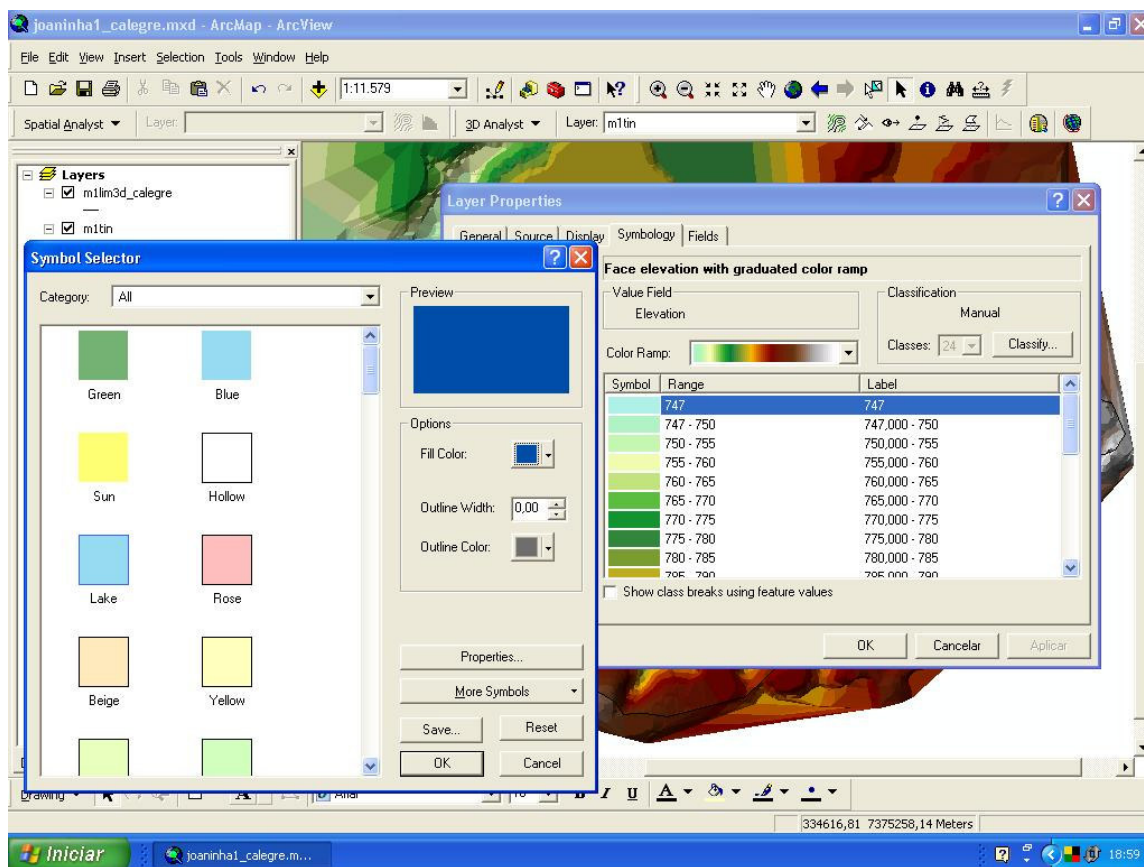 joaninha1_calegre.mxd - ArcMap - ArcView
File Edit View Insert Selection Tools Window Help
1:11.579
Spatial Analyst Layer: 3D Analyst Layer: m1tin
Layers
m1lim3d_calegre
m1tin
Layer Properties
General Source Display Symbology Fields
Face elevation with graduated color ramp
Value Field
Elevation
Classification
Manual
Color Ramp:
Classes: 24 Classify...
Symbol Range Label
747 747
747 - 750 747,000 - 750
750 - 755 750,000 - 755
755 - 760 755,000 - 760
760 - 765 760,000 - 765
765 - 770 765,000 - 770
770 - 775 770,000 - 775
775 - 780 775,000 - 780
780 - 785 780,000 - 785
785 - 790 785,000 - 790
Show class breaks using feature values
OK Cancelar Aplicar
Symbol Selector
Category: All
Green Blue
Sun Hollow
Lake Rose
Beige Yellow
Preview
Options
Fill Color:
Outline Width: 0,00
Outline Color:
Properties...
More Symbols
Save... Reset
OK Cancel
Drawing A Arial 10 B I U A
334616,81 7375258,14 Meters
Iniciar joaninha1_calegre.m... 18:59